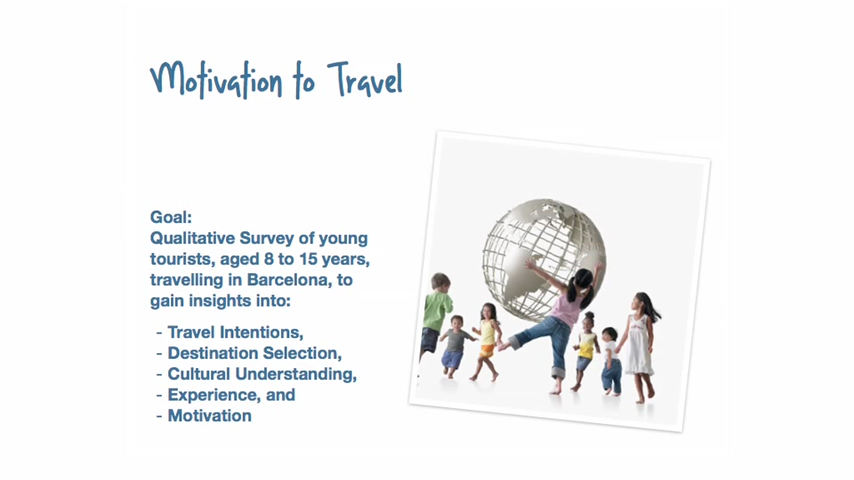 Motivation to Travel
Goal:
Qualitative Survey of young
tourists, aged 8 to 15 years,
travelling in Barcelona, to
gain insights into:
- Travel Intentions,
- Destination Selection,
- Cultural Understanding,
- Experience, and
- Motivation